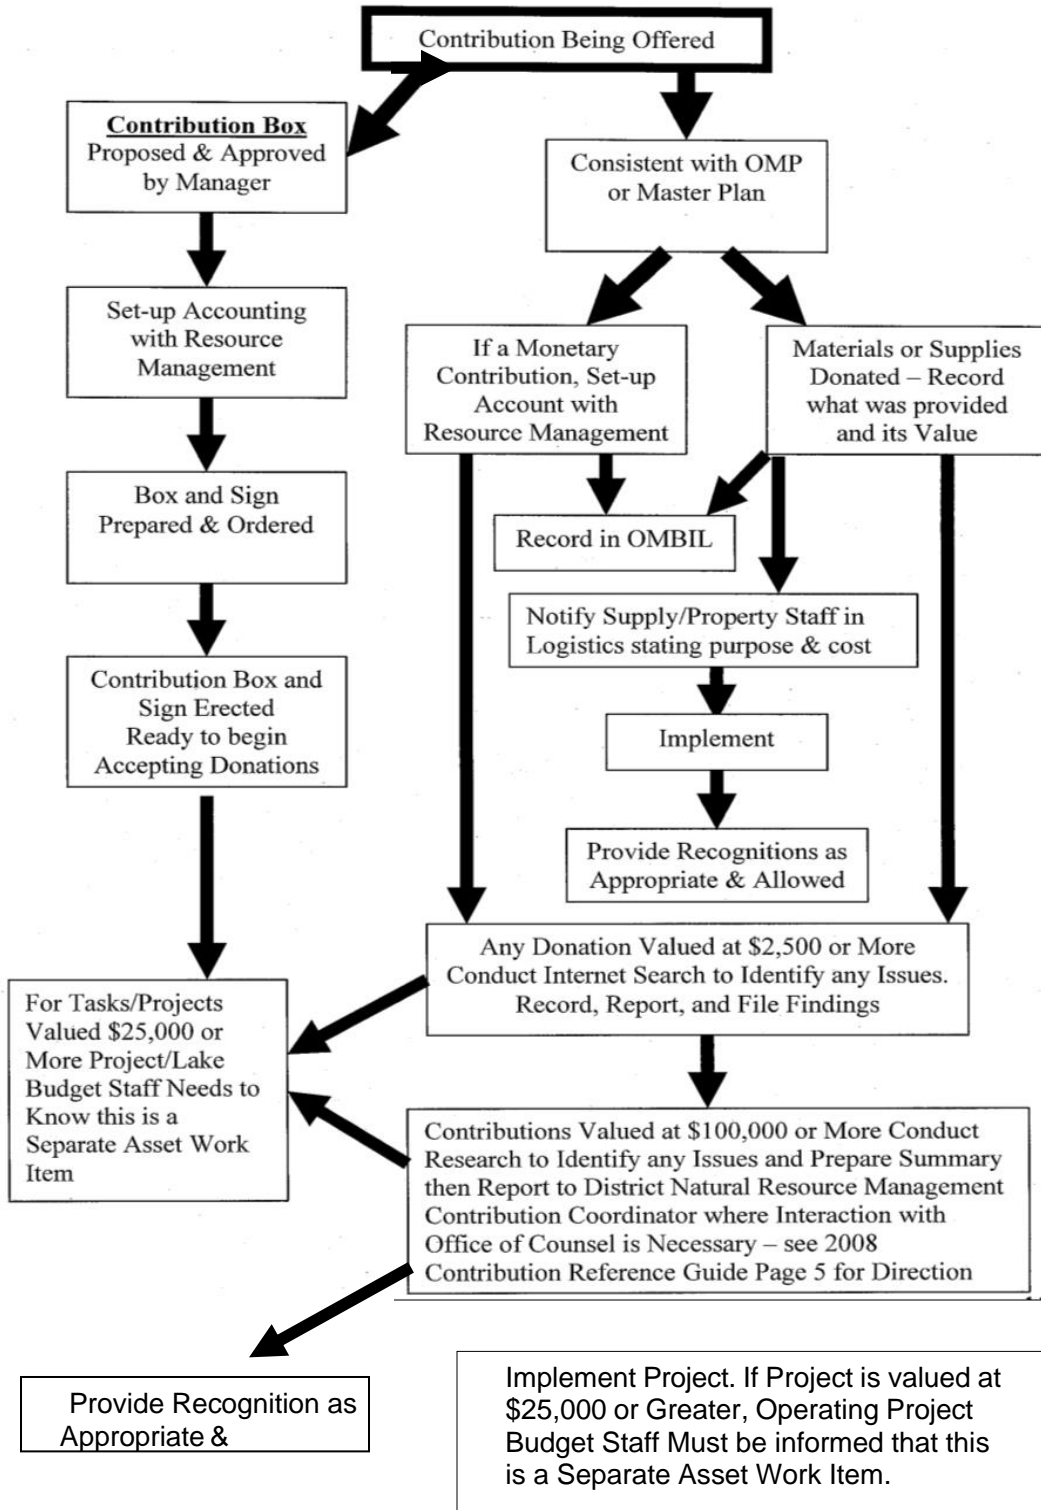 Contribution Being Offered
Contribution Box
Proposed & Approved
by Manager
Consistent with OMP
or Master Plan
Set-up Accounting
with Resource
Management
If a Monetary
Contribution, Set-up
Account with
Resource Management
Materials or Supplies
Donated – Record
what was provided
and its Value
Box and Sign
Prepared & Ordered
Record in OMBIL
Notify Supply/Property Staff in
Logistics stating purpose & cost
Contribution Box and
Sign Erected
Ready to begin
Accepting Donations
Implement
Provide Recognitions as
Appropriate & Allowed
Any Donation Valued at $2,500 or More
Conduct Internet Search to Identify any Issues.
Record, Report, and File Findings
For Tasks/Projects
Valued $25,000 or
More Project/Lake
Budget Staff Needs to
Know this is a
Separate Asset Work
Item
Contributions Valued at $100,000 or More Conduct
Research to Identify any Issues and Prepare Summary
then Report to District Natural Resource Management
Contribution Coordinator where Interaction with
Office of Counsel is Necessary – see 2008
Contribution Reference Guide Page 5 for Direction
Provide Recognition as
Appropriate &
Implement Project. If Project is valued at
$25,000 or Greater, Operating Project
Budget Staff Must be informed that this
is a Separate Asset Work Item.